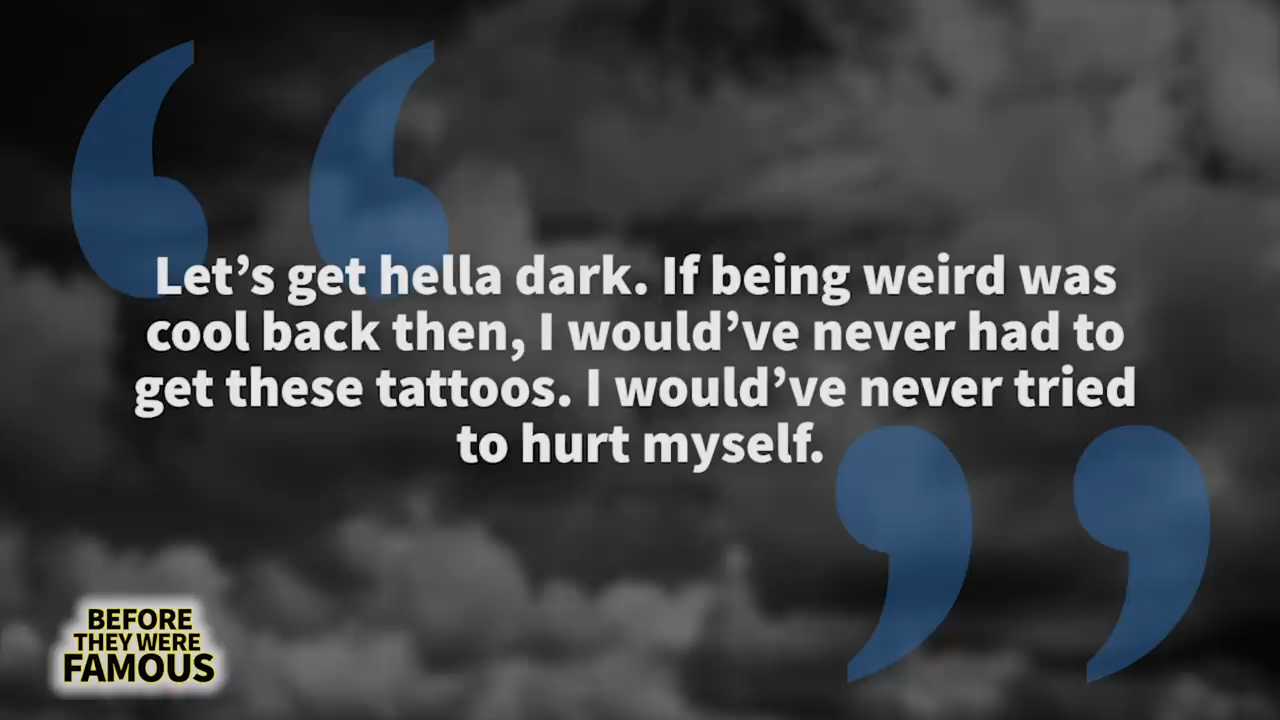 Let’s get hella dark. If being weird was
cool back then, I would’ve never had to
get these tattoos. I would’ve never tried
to hurt myself.
BEFORE
THEY WERE
FAMOUS